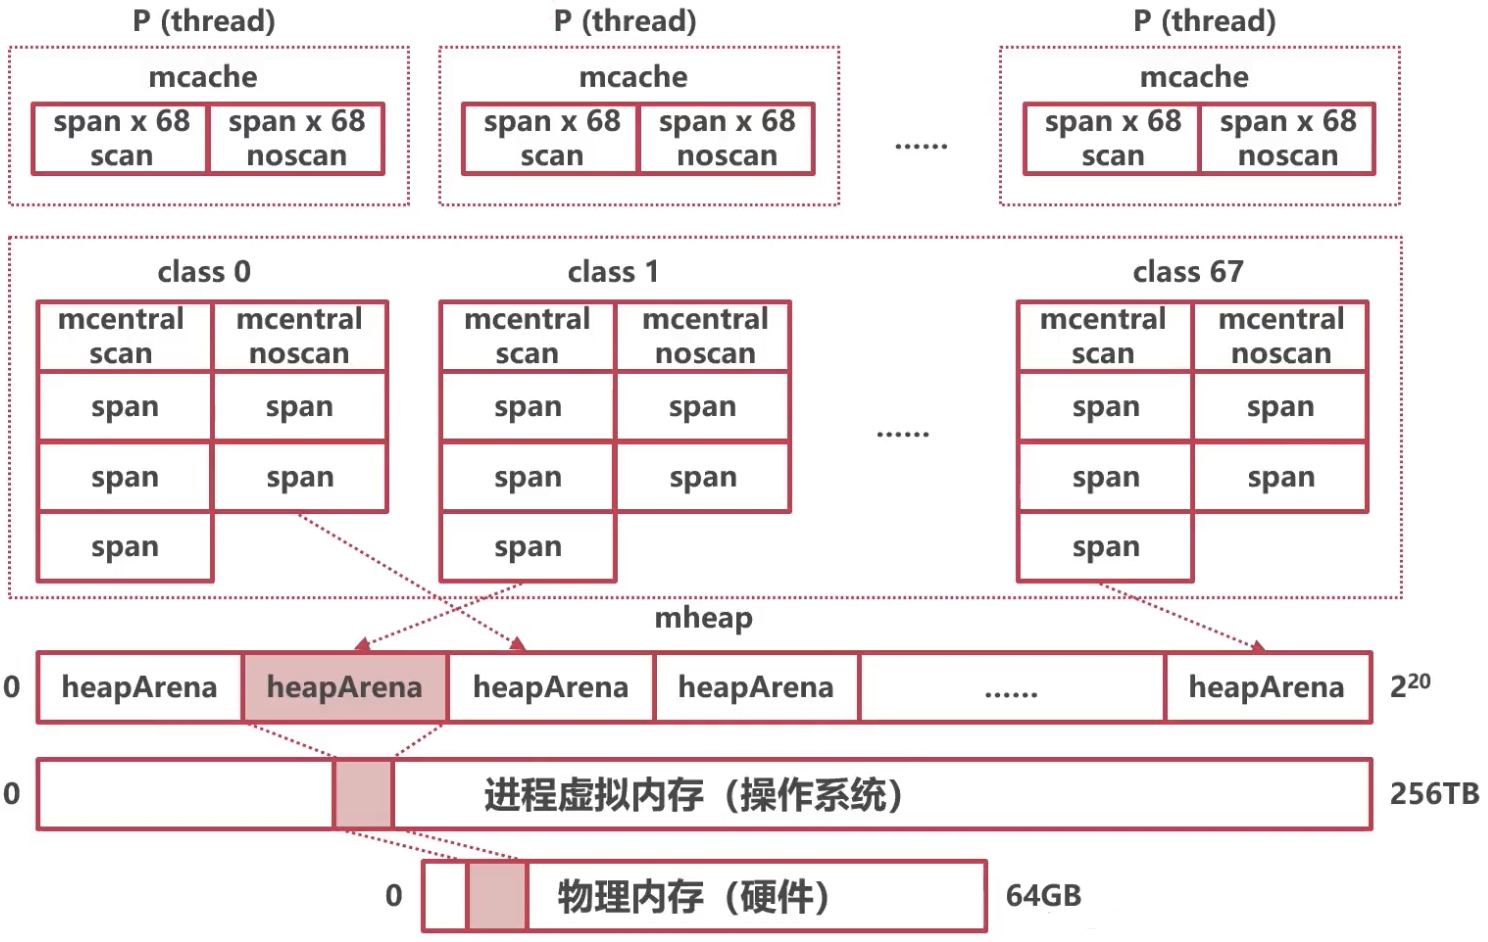 P (thread) P (thread) P (thread)
mcache mcache mcache
span x 68 span x 68 span x 68 span x 68 span x 68 span x 68
scan noscan scan noscan ...... scan noscan
class 0 class 1 class 67
mcentral mcentral mcentral mcentral mcentral mcentral
scan noscan scan noscan scan noscan
span span span span span span
......
span span span span span span
span span span
mheap
0 heapArena heapArena heapArena heapArena ...... heapArena 2²⁰
0 进程虚拟内存（操作系统） 256TB
0 物理内存（硬件） 64GB